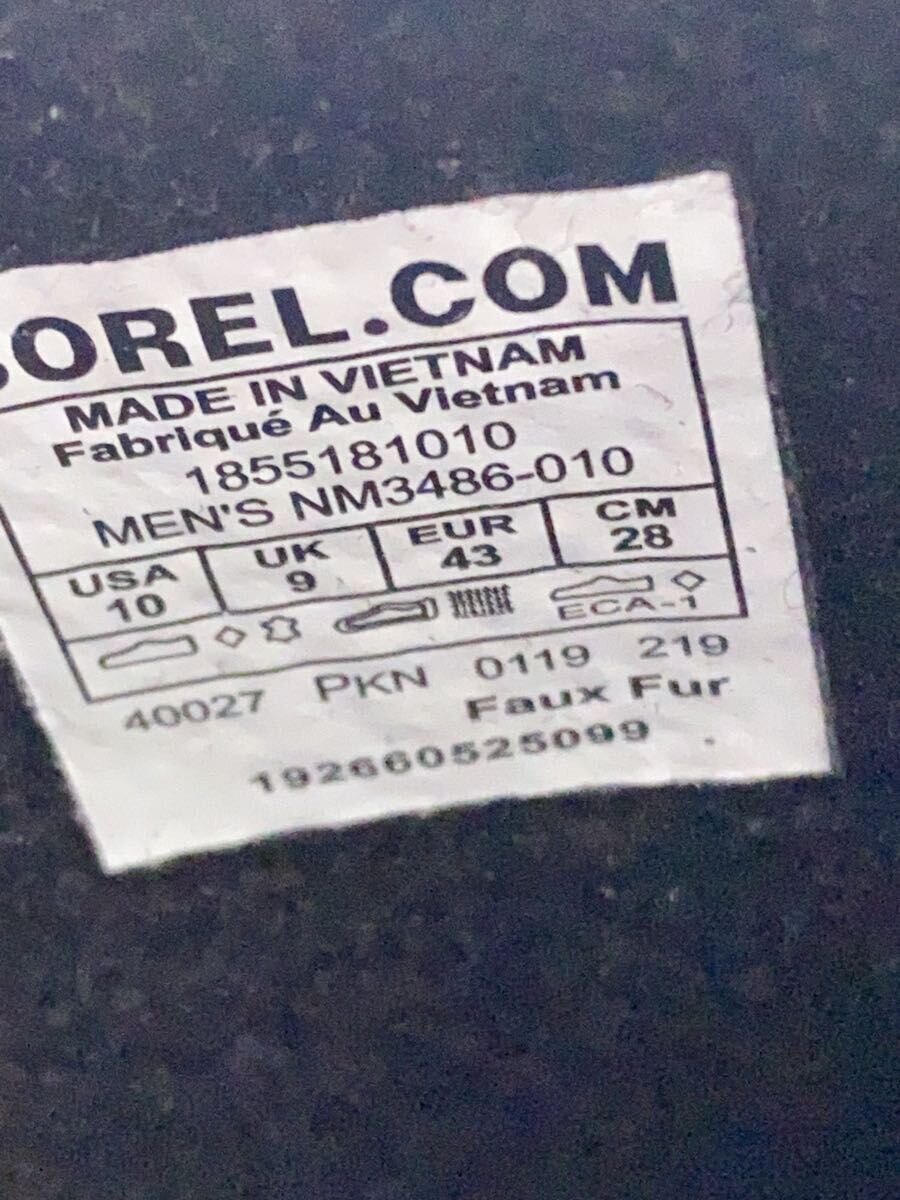 SOREL.COM
MADE IN VIETNAM
Fabriqué Au Vietnam
1855181010
MEN'S NM3486-010
USA UK EUR CM
10 9 43 28
ECA-1
40027 PKN 0119 219
Faux Fur
192660525099